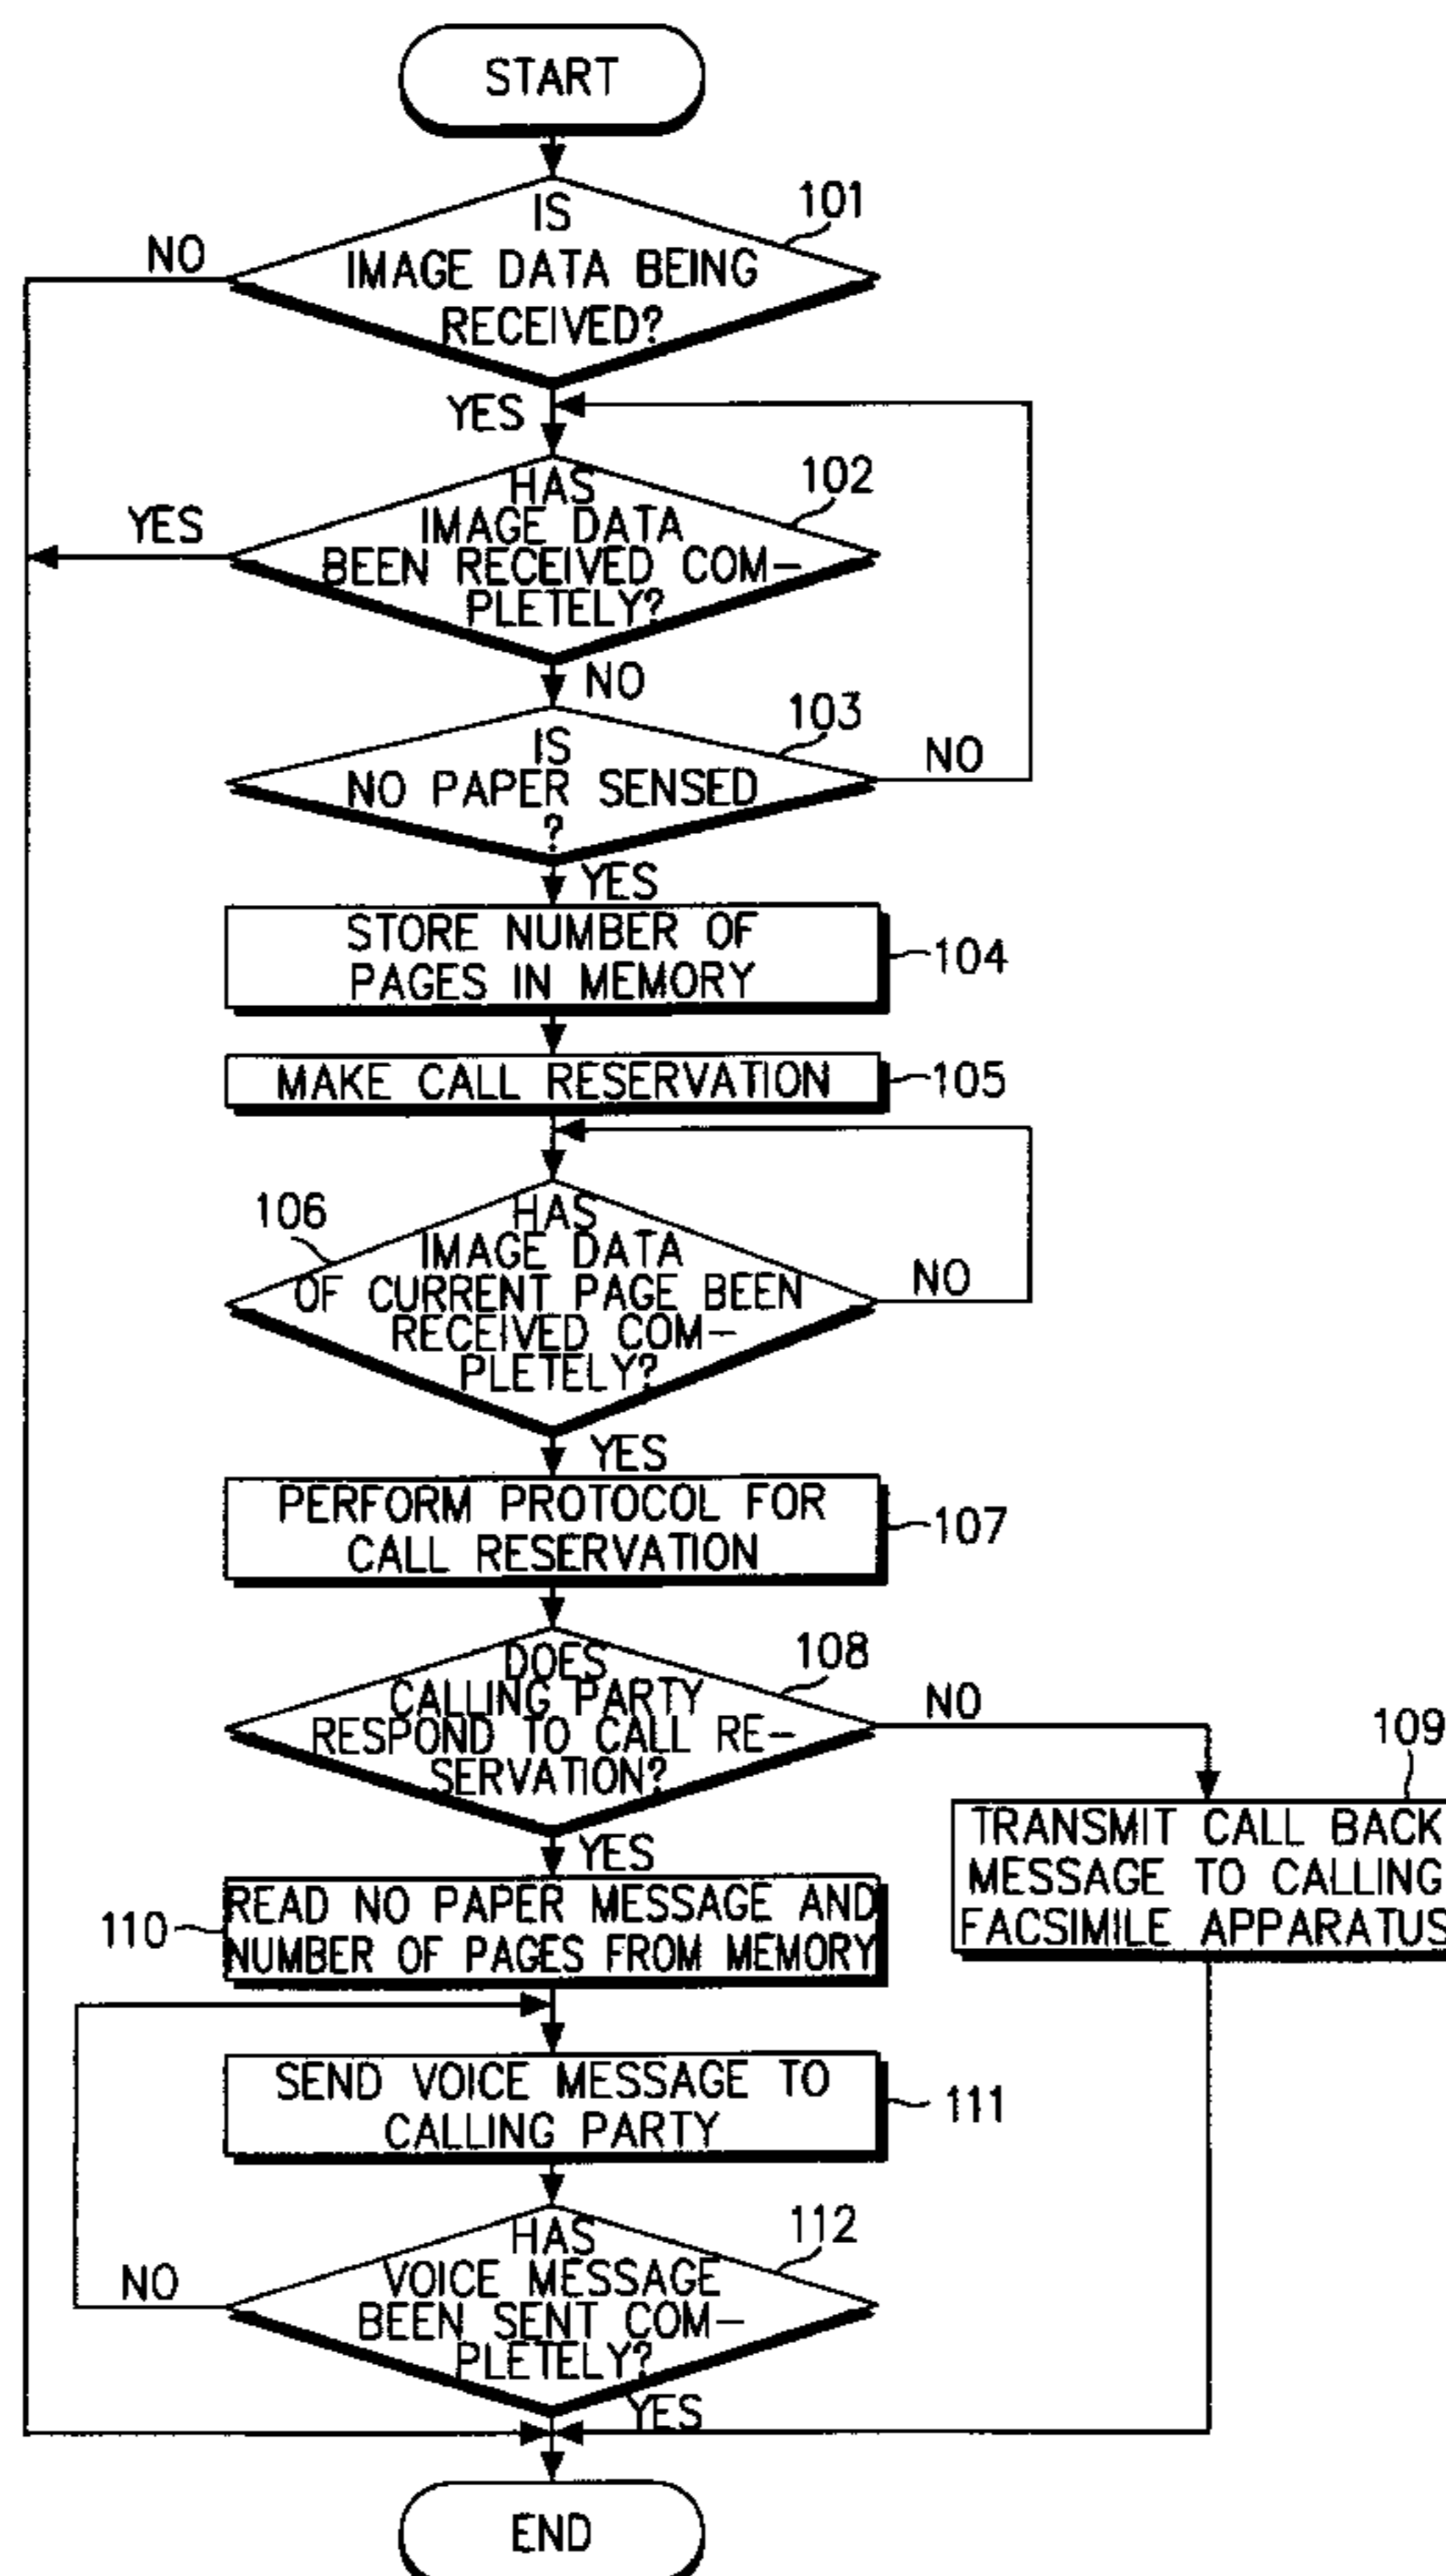 START
101
IS
IMAGE DATA BEING
RECEIVED?
NO
YES
102
HAS
IMAGE DATA
BEEN RECEIVED COM-
PLETELY?
YES
NO
103
IS
NO PAPER SENSED
?
NO
YES
STORE NUMBER OF
PAGES IN MEMORY
104
MAKE CALL RESERVATION
105
106
HAS
IMAGE DATA
OF CURRENT PAGE BEEN
RECEIVED COM-
PLETELY?
NO
YES
PERFORM PROTOCOL FOR
CALL RESERVATION
107
108
DOES
CALLING PARTY
RESPOND TO CALL RE-
SERVATION?
NO
109
TRANSMIT CALL BACK
MESSAGE TO CALLING
FACSIMILE APPARATUS
YES
110
READ NO PAPER MESSAGE AND
NUMBER OF PAGES FROM MEMORY
SEND VOICE MESSAGE TO
CALLING PARTY
111
112
HAS
VOICE MESSAGE
BEEN SENT COM-
PLETELY?
NO
YES
END